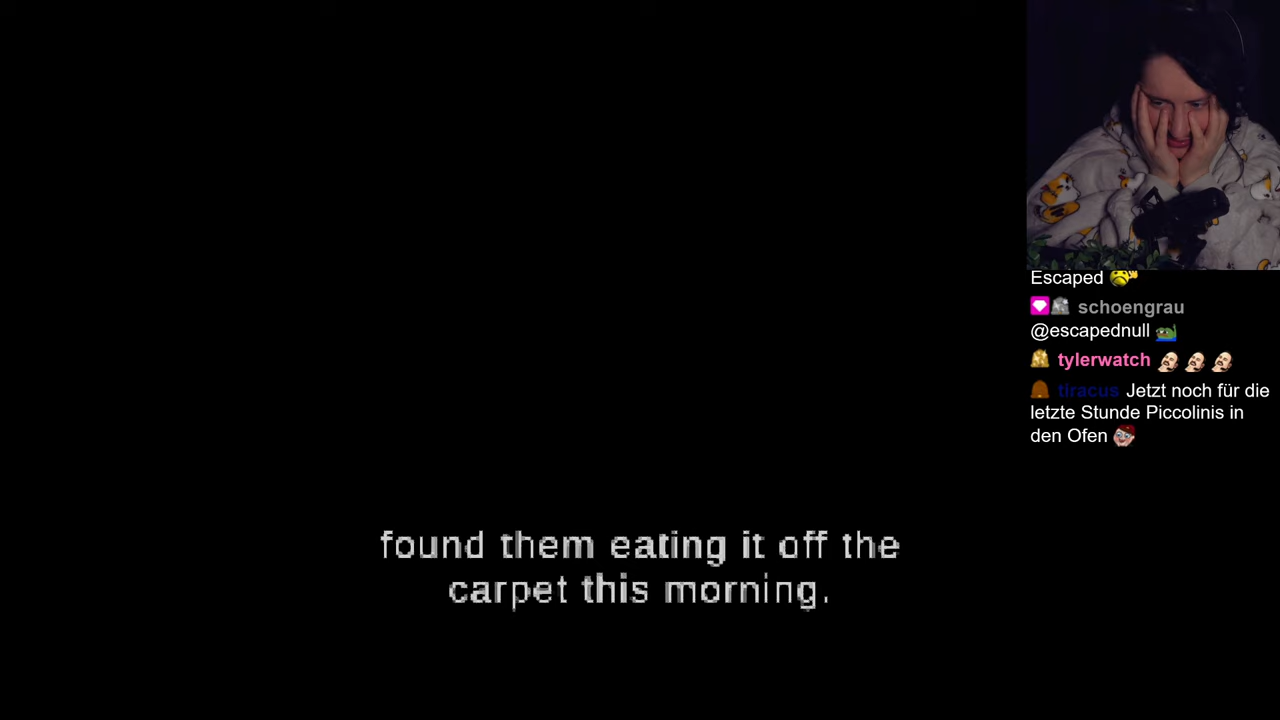 Escaped
schoengrau
@escapednull
tylerwatch
tiracus Jetzt noch für die
letzte Stunde Piccolinis in
den Ofen
found them eating it off the
carpet this morning.